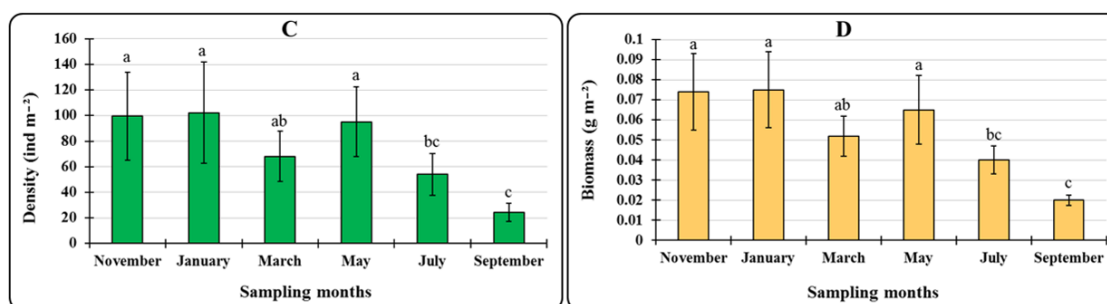 C
Density (ind m⁻²)
160
140
120
100
80
60
40
20
0
a
a
ab
a
bc
c
November January March May July September
Sampling months
D
Biomass (g m⁻²)
0.1
0.09
0.08
0.07
0.06
0.05
0.04
0.03
0.02
0.01
0
a
a
ab
a
bc
c
November January March May July September
Sampling months